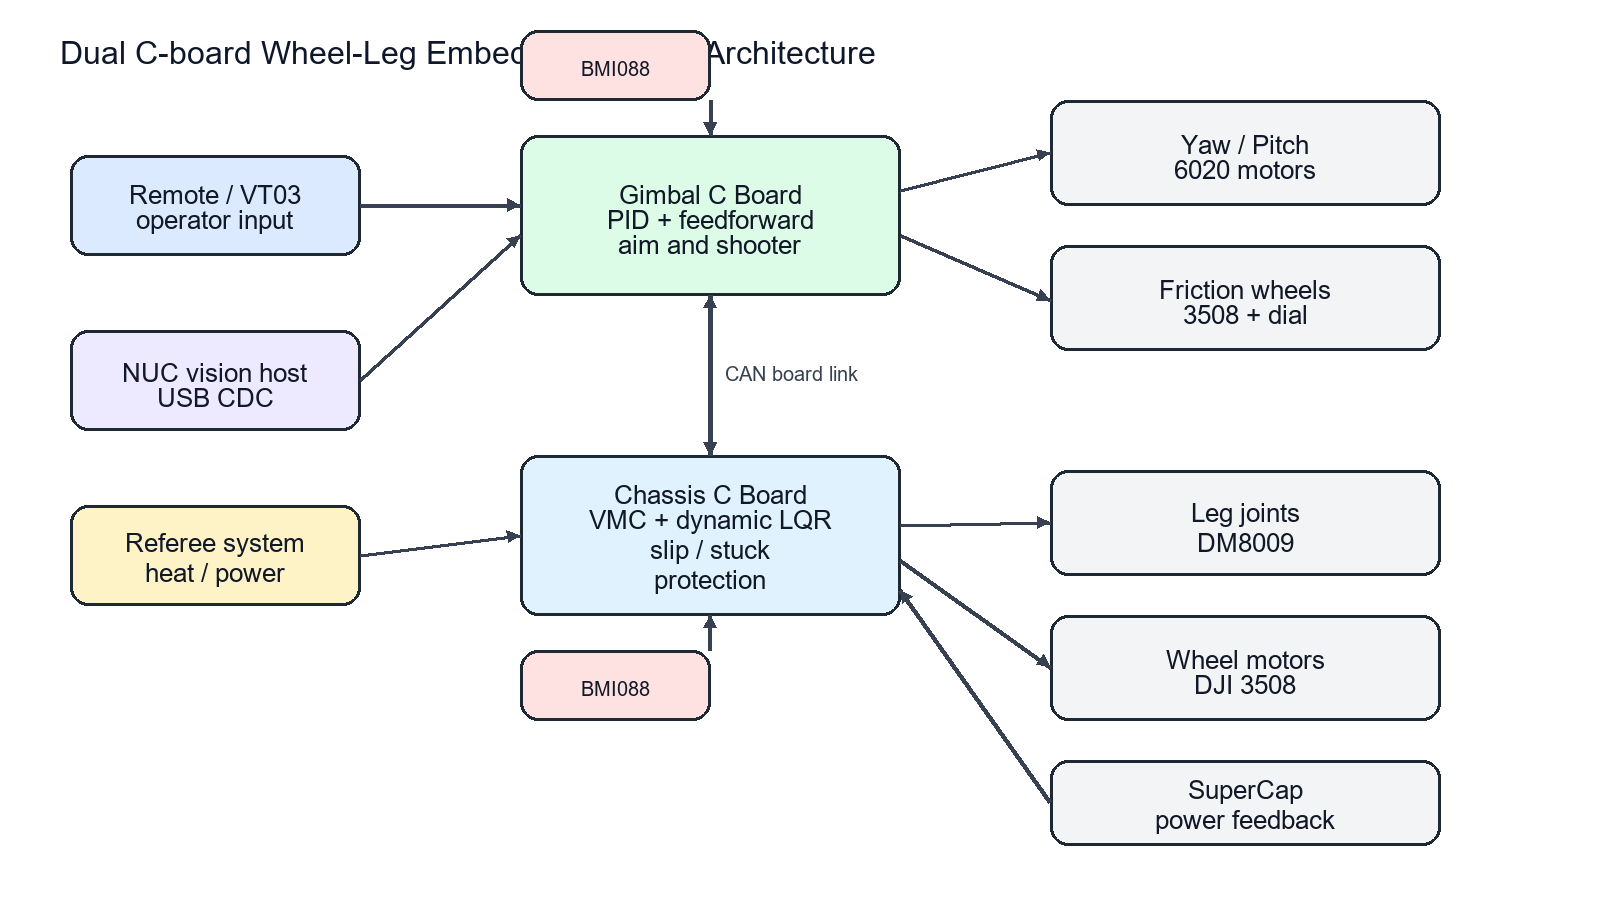 Dual C-board Wheel-Leg Embec Architecture
BMI088
Remote / VT03
operator input
Gimbal C Board
PID + feedforward
aim and shooter
Yaw / Pitch
6020 motors
Friction wheels
3508 + dial
NUC vision host
USB CDC
CAN board link
Referee system
heat / power
Chassis C Board
VMC + dynamic LQR
slip / stuck
protection
Leg joints
DM8009
BMI088
Wheel motors
DJI 3508
SuperCap
power feedback